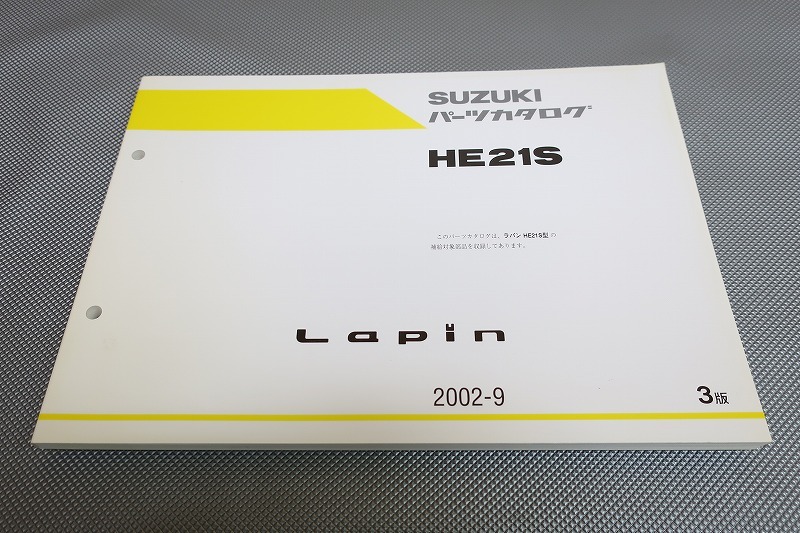 SUZUKI
パーツカタログ
HE21S
このパーツカタログは、ラパン HE21S型 の
補給対象部品を収録してあります。
Lapin
2002-9
3版